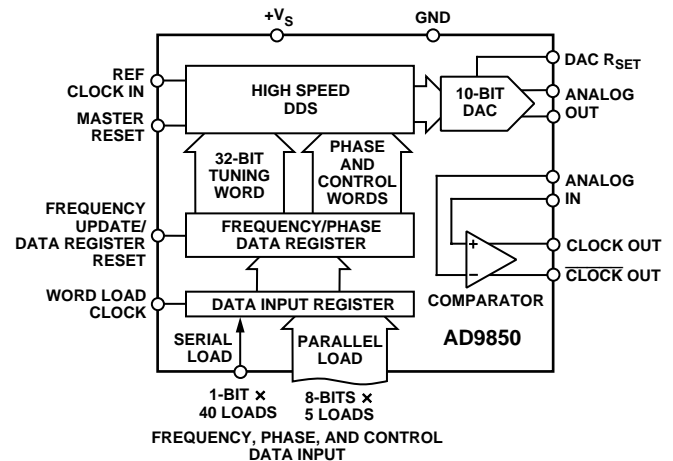 +VS
GND
REF
CLOCK IN
MASTER
RESET
HIGH SPEED
DDS
10-BIT
DAC
DAC RSET
ANALOG
OUT
32-BIT
TUNING
WORD
PHASE
AND
CONTROL
WORDS
ANALOG
IN
FREQUENCY
UPDATE/
DATA REGISTER
RESET
FREQUENCY/PHASE
DATA REGISTER
+
–
CLOCK OUT
CLOCK OUT
COMPARATOR
WORD LOAD
CLOCK
DATA INPUT REGISTER
SERIAL
LOAD
PARALLEL
LOAD
AD9850
1-BIT ×
40 LOADS
8-BITS ×
5 LOADS
FREQUENCY, PHASE, AND CONTROL
DATA INPUT